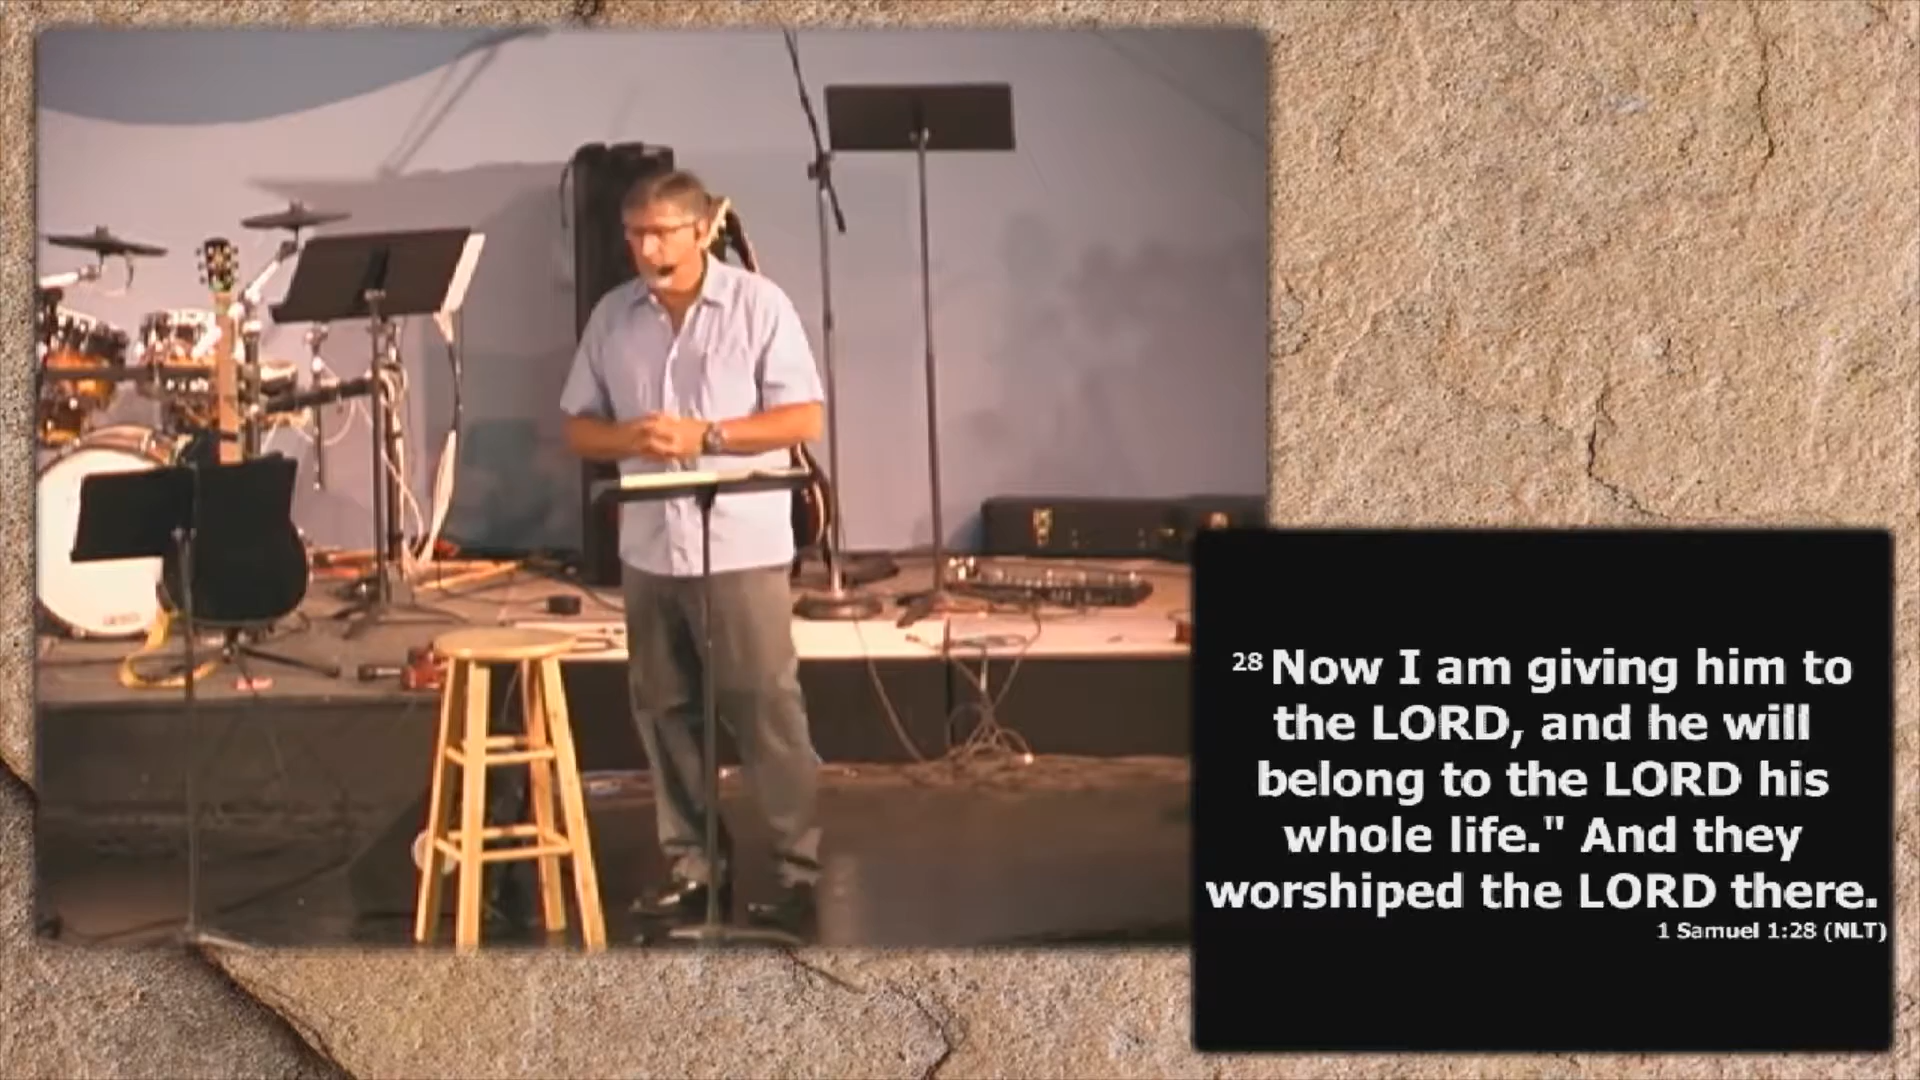 28 Now I am giving him to
the LORD, and he will
belong to the LORD his
whole life." And they
worshiped the LORD there.
1 Samuel 1:28 (NLT)